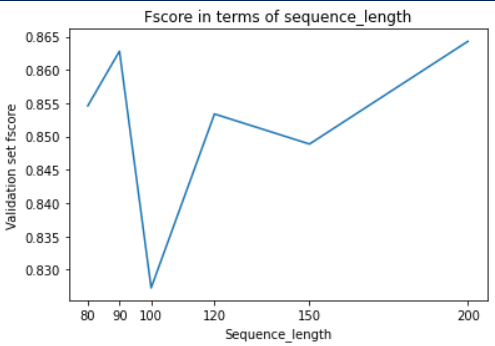 Fscore in terms of sequence_length
0.865
0.860
0.855
0.850
0.845
0.840
0.835
0.830
Validation set fscore
80 90 100 120 150 200
Sequence_length